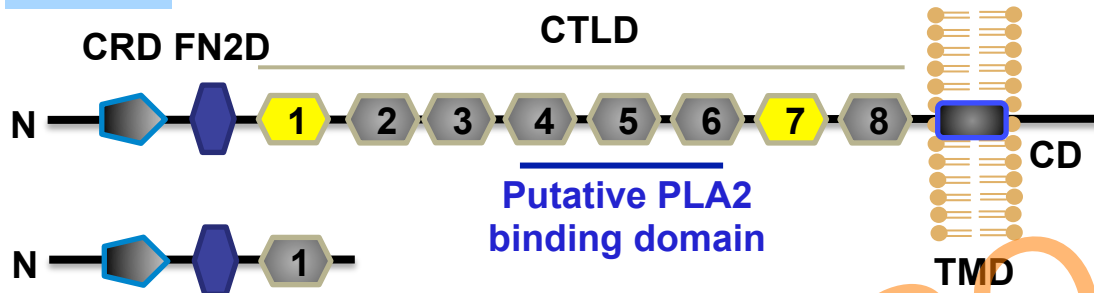 CRD FN2D CTLD
N 1 2 3 4 5 6 7 8 CD
Putative PLA2
binding domain
N 1 TMD